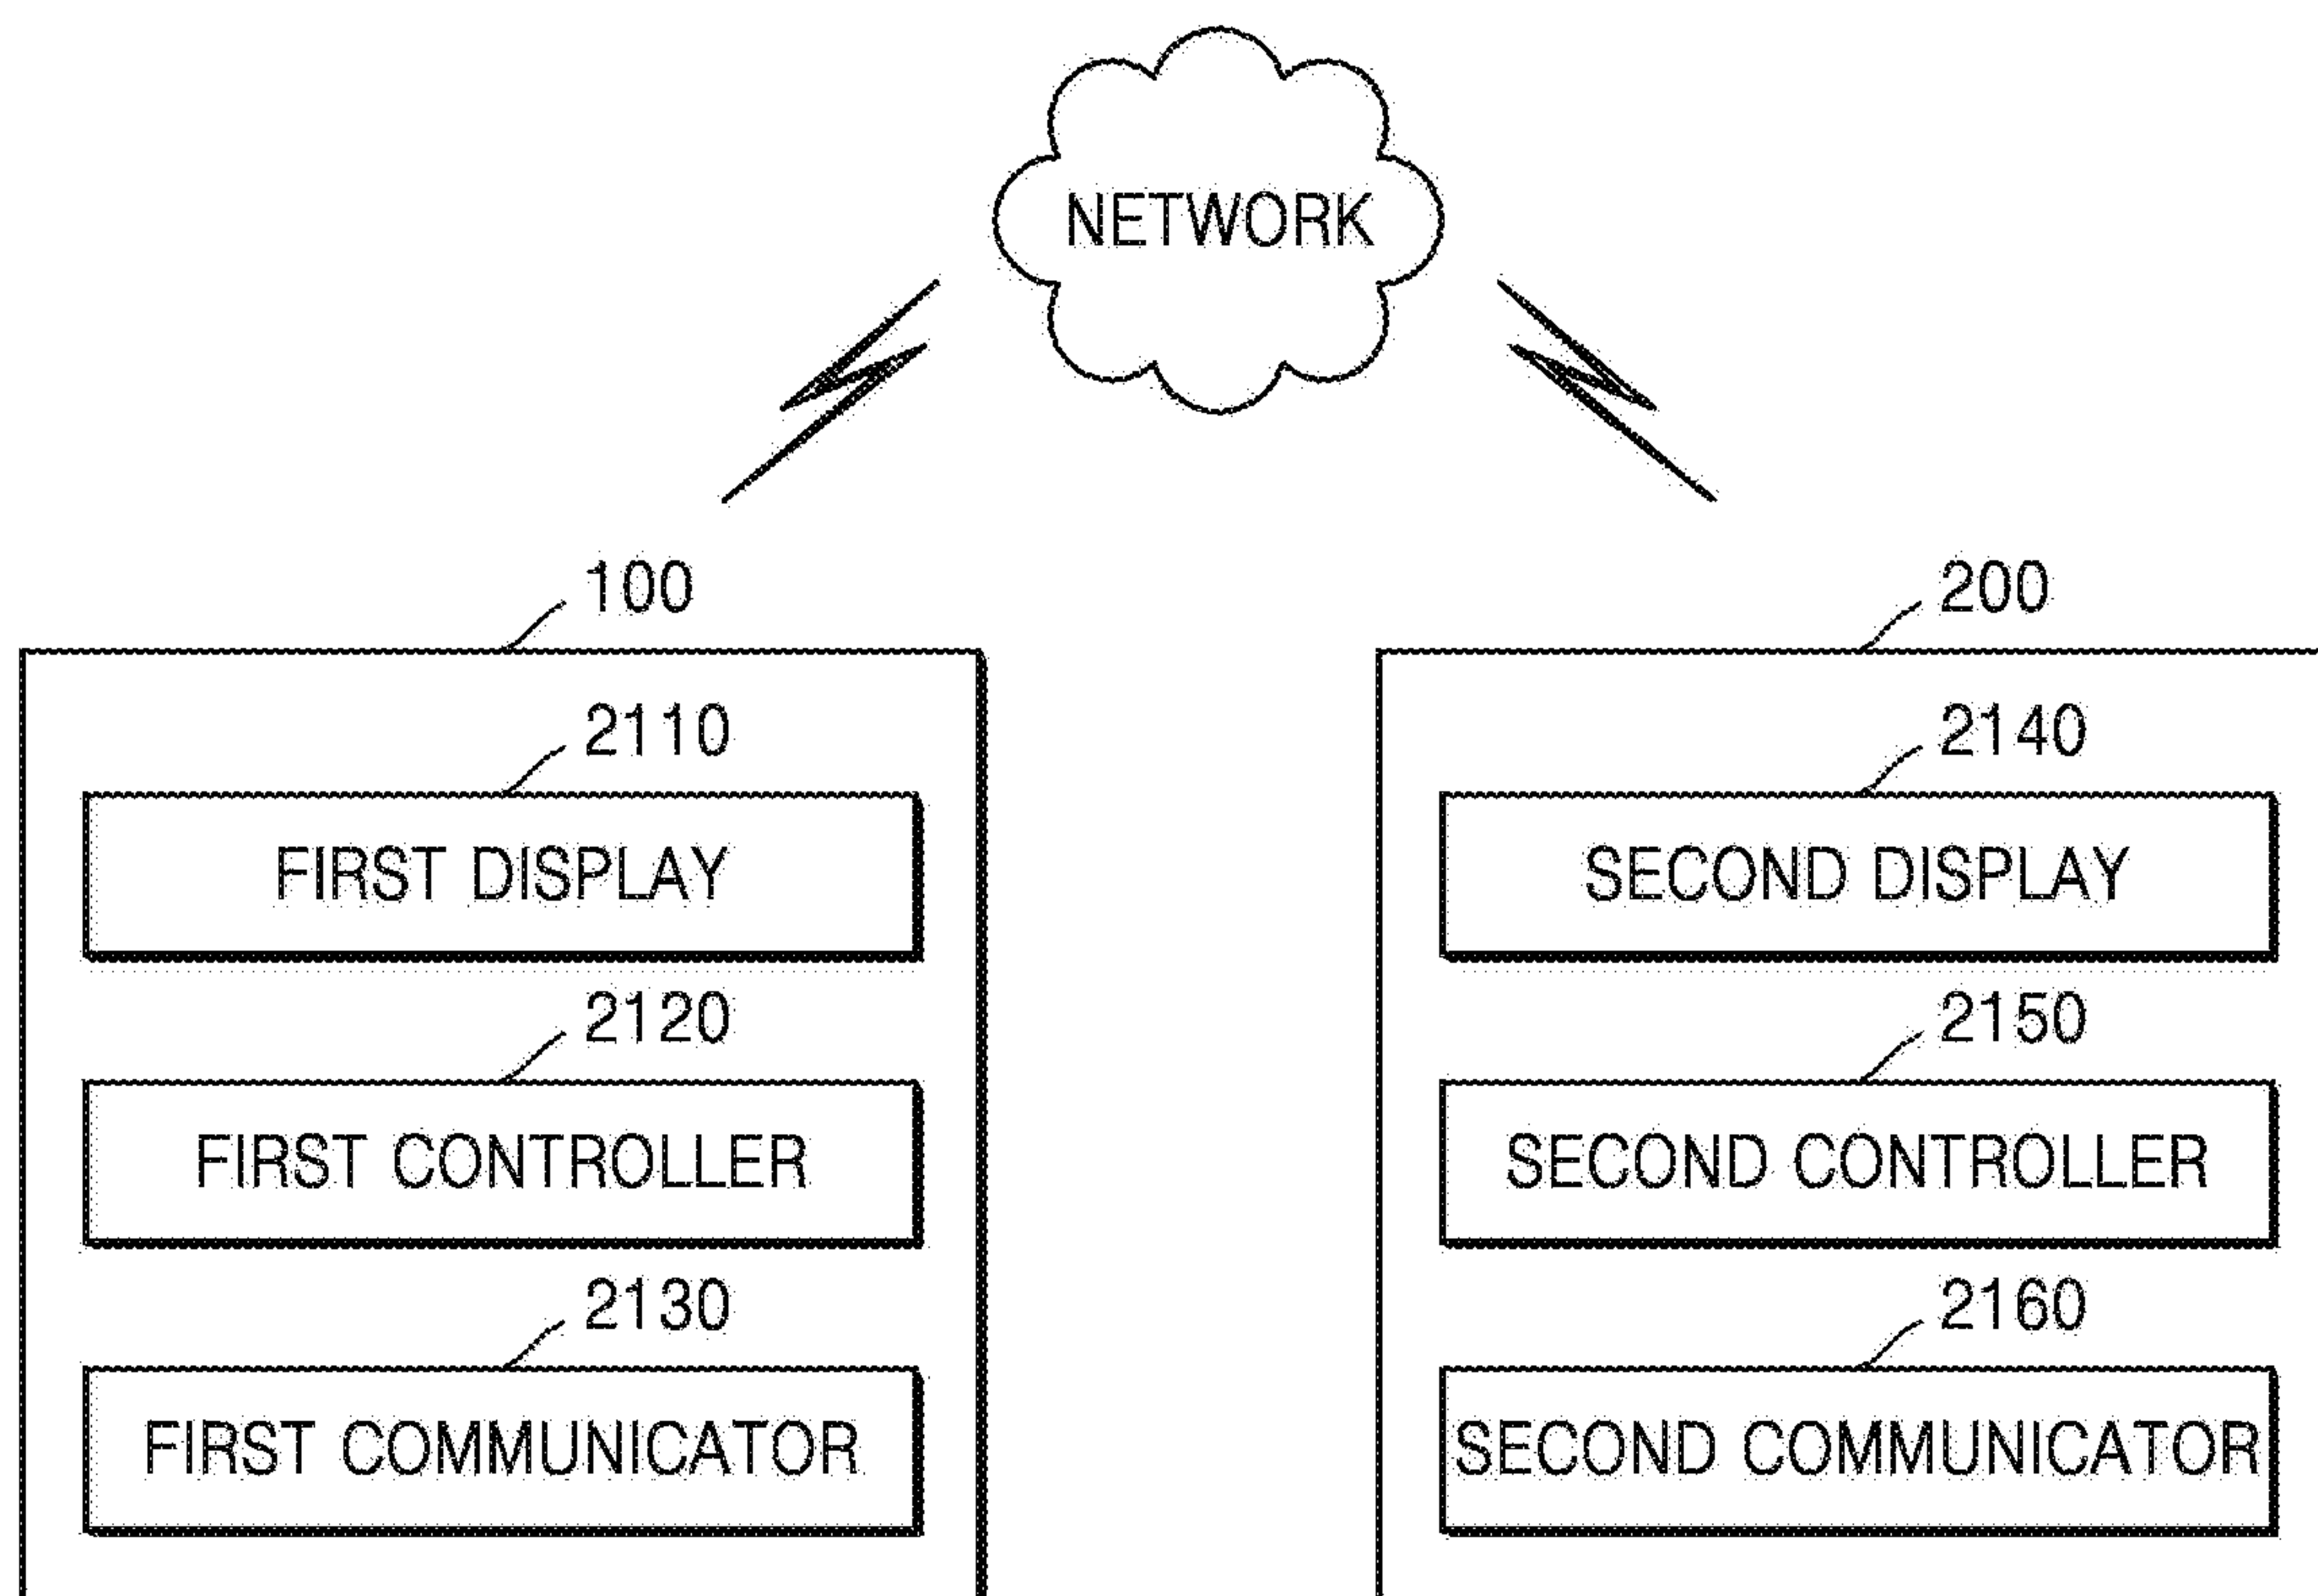 NETWORK
100
2110
FIRST DISPLAY
2120
FIRST CONTROLLER
2130
FIRST COMMUNICATOR
200
2140
SECOND DISPLAY
2150
SECOND CONTROLLER
2160
SECOND COMMUNICATOR